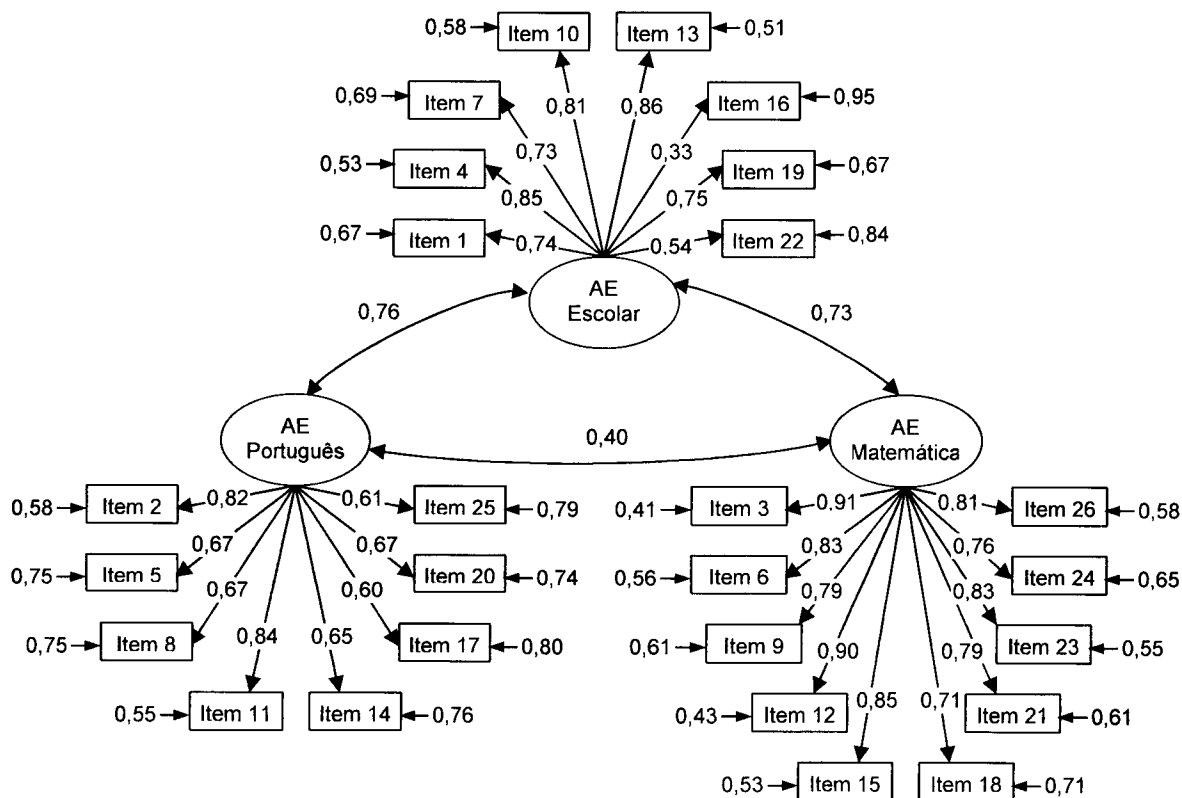 0,58 Item 10 Item 13 0,51
0,69 Item 7 0,81 0,86 Item 16 0,95
0,53 Item 4 0,73 0,33 Item 19 0,67
0,85 0,75
0,67 Item 1 0,74 0,54 Item 22 0,84
AE
Escolar
0,76 0,73
AE
Português
0,40
AE
Matemática
0,58 Item 2 0,82 0,61 Item 25 0,79
0,75 Item 5 0,67 0,67 Item 20 0,74
0,75 Item 8 0,67 0,60 Item 17 0,80
0,84 0,65
0,55 Item 11 Item 14 0,76
0,41 Item 3 0,91 0,81 Item 26 0,58
0,56 Item 6 0,83 0,76 Item 24 0,65
0,79 0,83
0,61 Item 9 0,90 0,79 Item 23 0,55
0,43 Item 12 0,85 0,71 Item 21 0,61
0,53 Item 15 Item 18 0,71